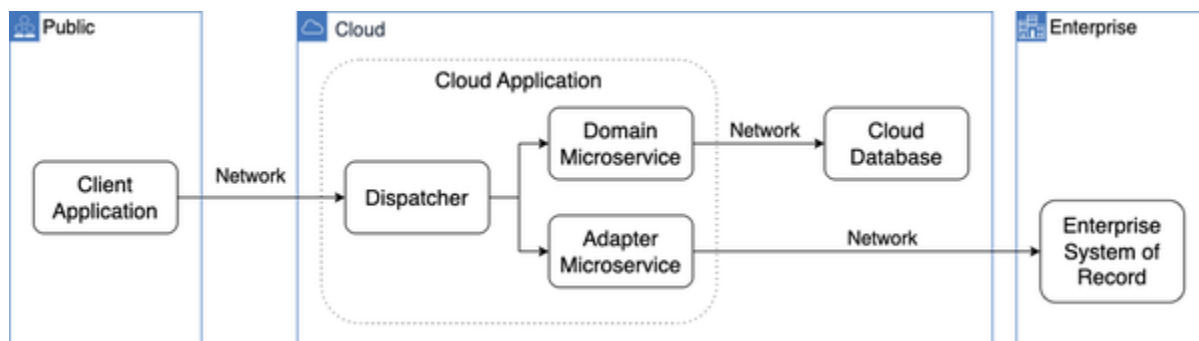 Public
Cloud
Enterprise
Cloud Application
Client
Application
Network
Dispatcher
Domain
Microservice
Network
Cloud
Database
Adapter
Microservice
Network
Enterprise
System of
Record